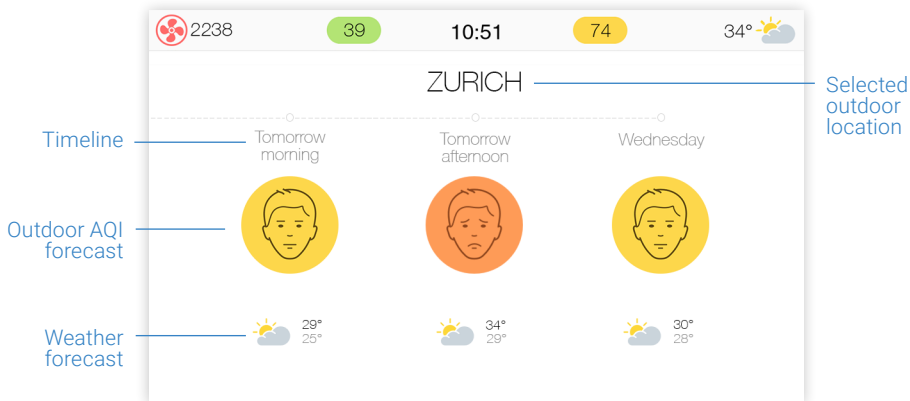 2238
39
10:51
74
34°
ZURICH
Selected
outdoor
location
Timeline
Tomorrow
morning
Tomorrow
afternoon
Wednesday
Outdoor AQI
forecast
Weather
forecast
29°
25°
34°
29°
30°
28°